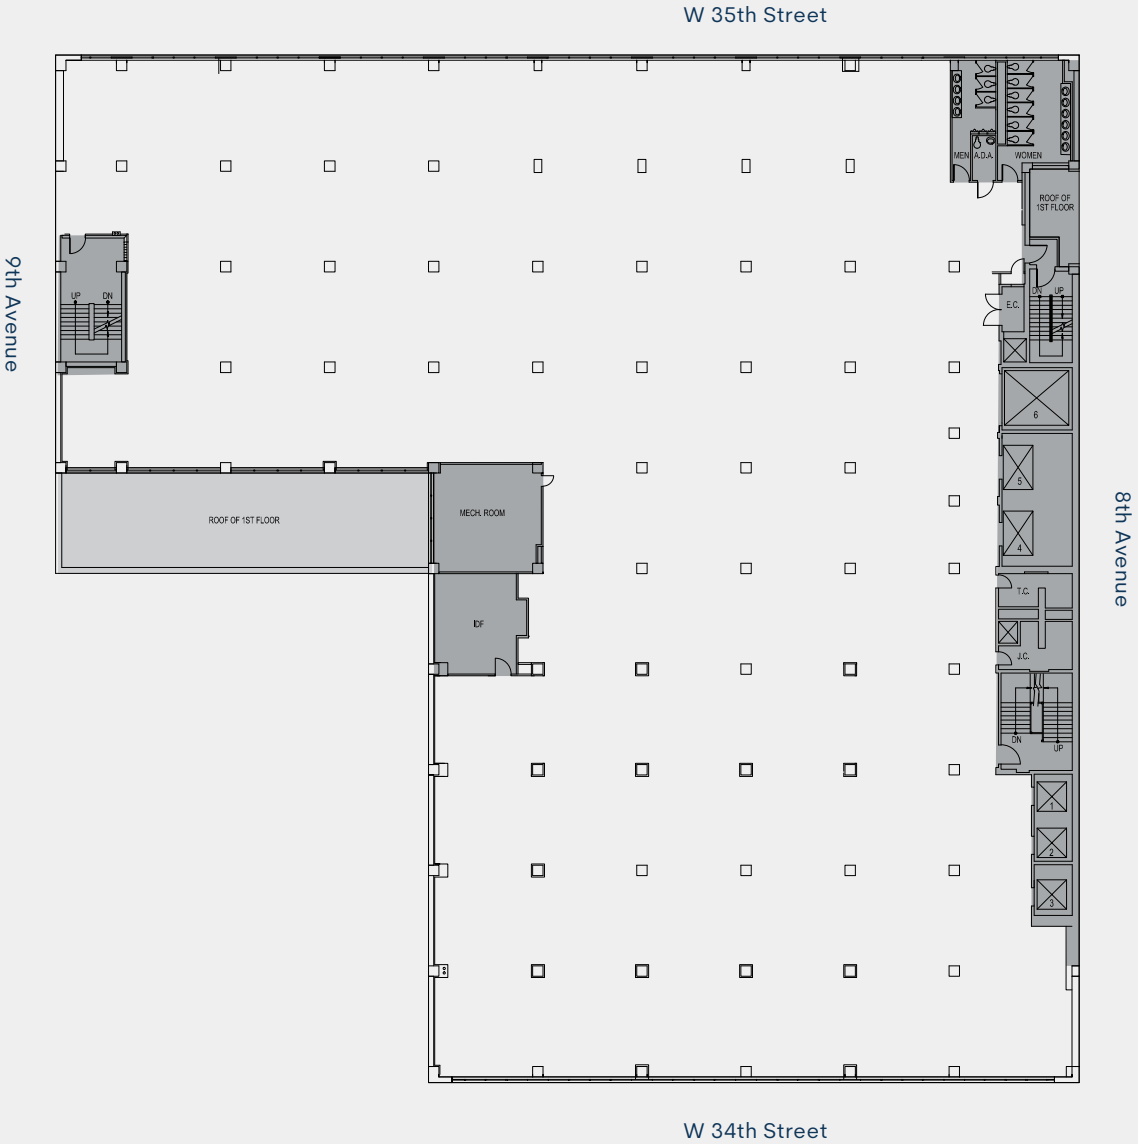 W 35th Street
MEN
A.D.A.
WOMEN
ROOF OF
1ST FLOOR
9th Avenue
UP
DN
DN
UP
E.C.
6
5
4
8th Avenue
ROOF OF 1ST FLOOR
MECH. ROOM
T.C.
IDF
J.C.
DN
UP
1
2
3
W 34th Street